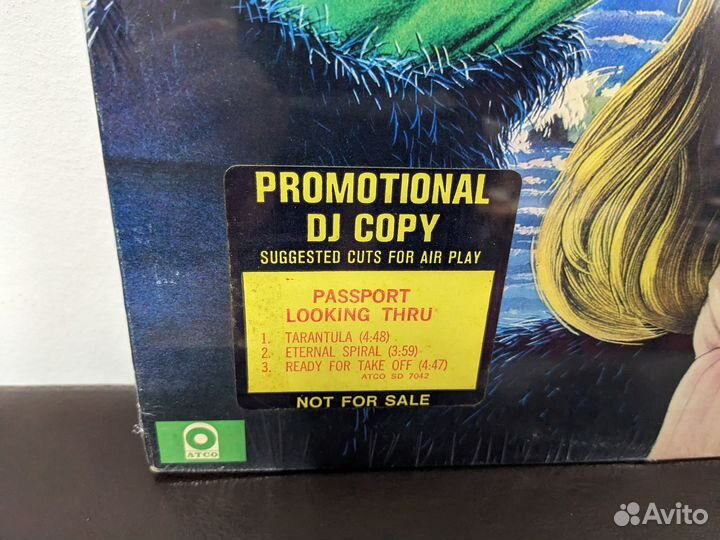 PROMOTIONAL
DJ COPY
SUGGESTED CUTS FOR AIR PLAY
PASSPORT
LOOKING THRU
1. TARANTULA (4:48)
2. ETERNAL SPIRAL (3:59)
3. READY FOR TAKE OFF (4:47)
ATCO SD 7042
NOT FOR SALE
ATCO
Avito